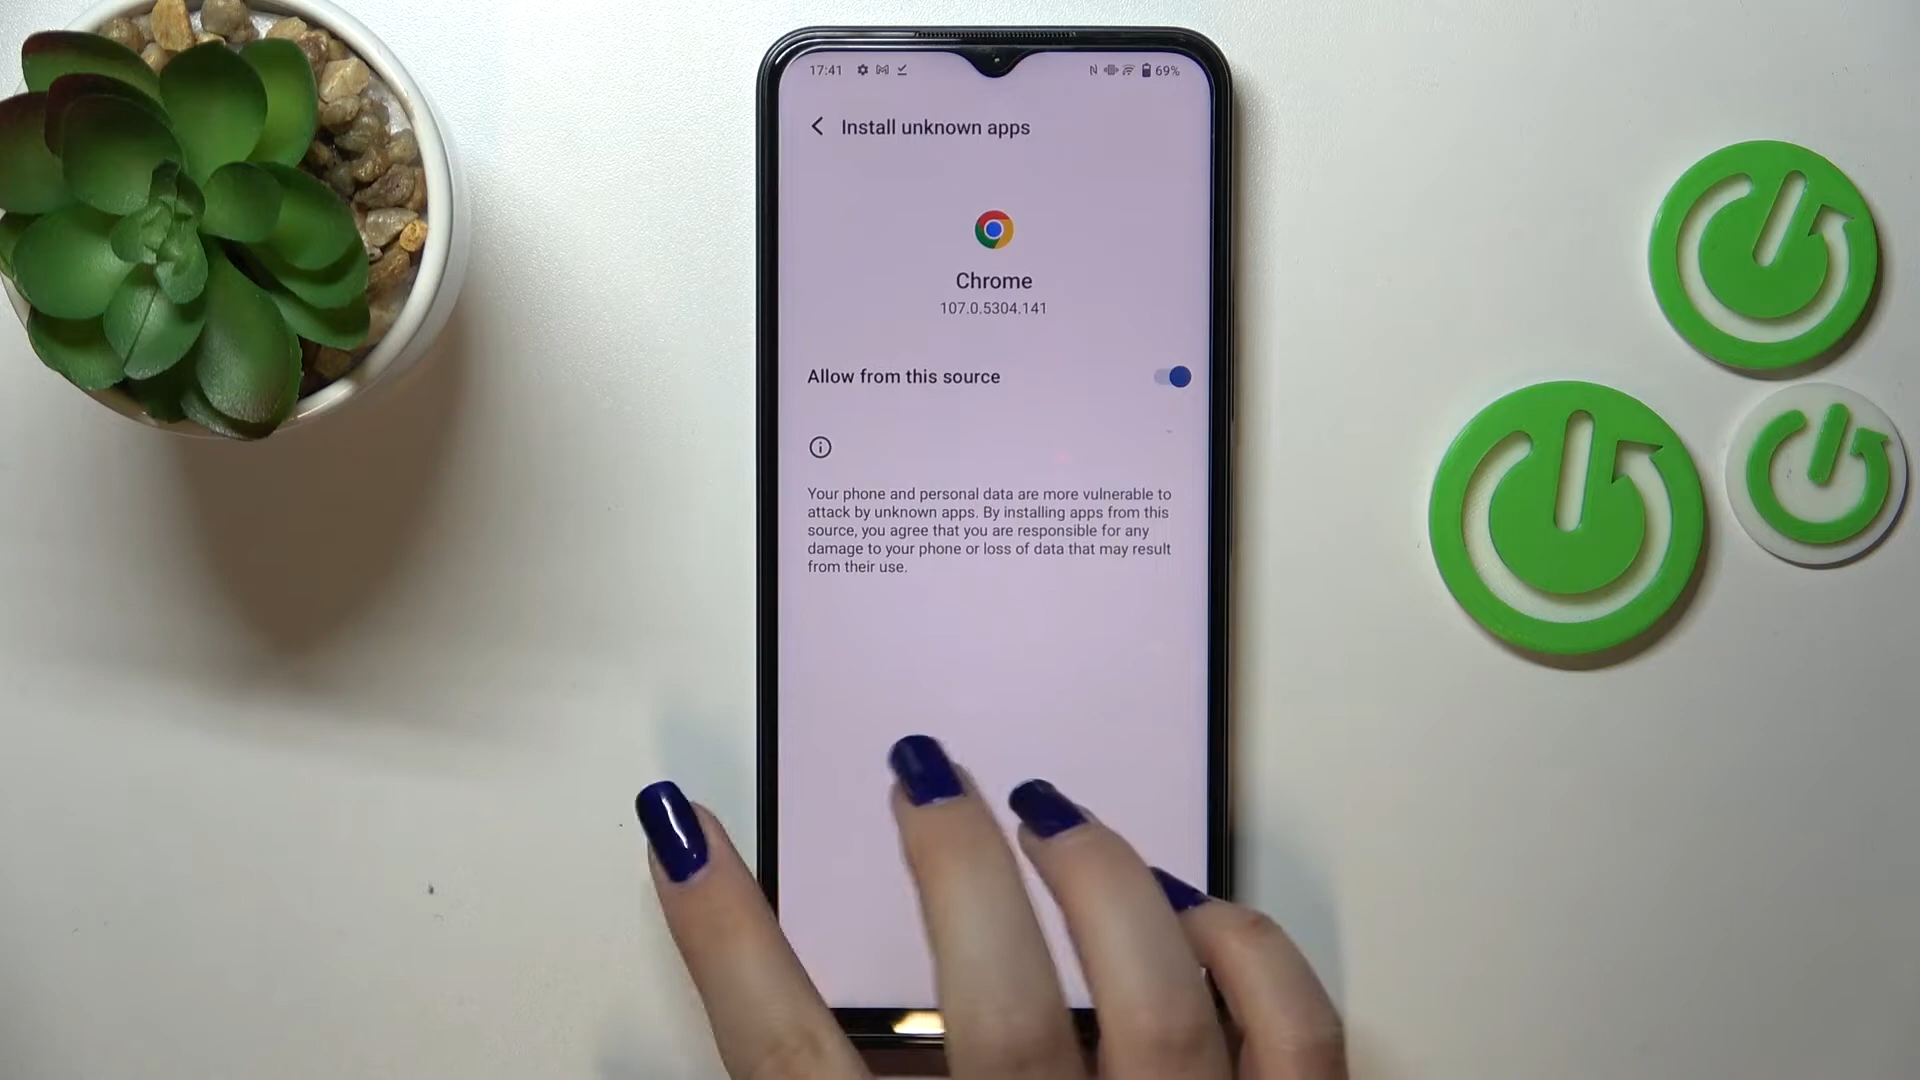 17:41 69%
Install unknown apps
Chrome
107.0.5304.141
Allow from this source
Your phone and personal data are more vulnerable to
attack by unknown apps. By installing apps from this
source, you agree that you are responsible for any
damage to your phone or loss of data that may result
from their use.